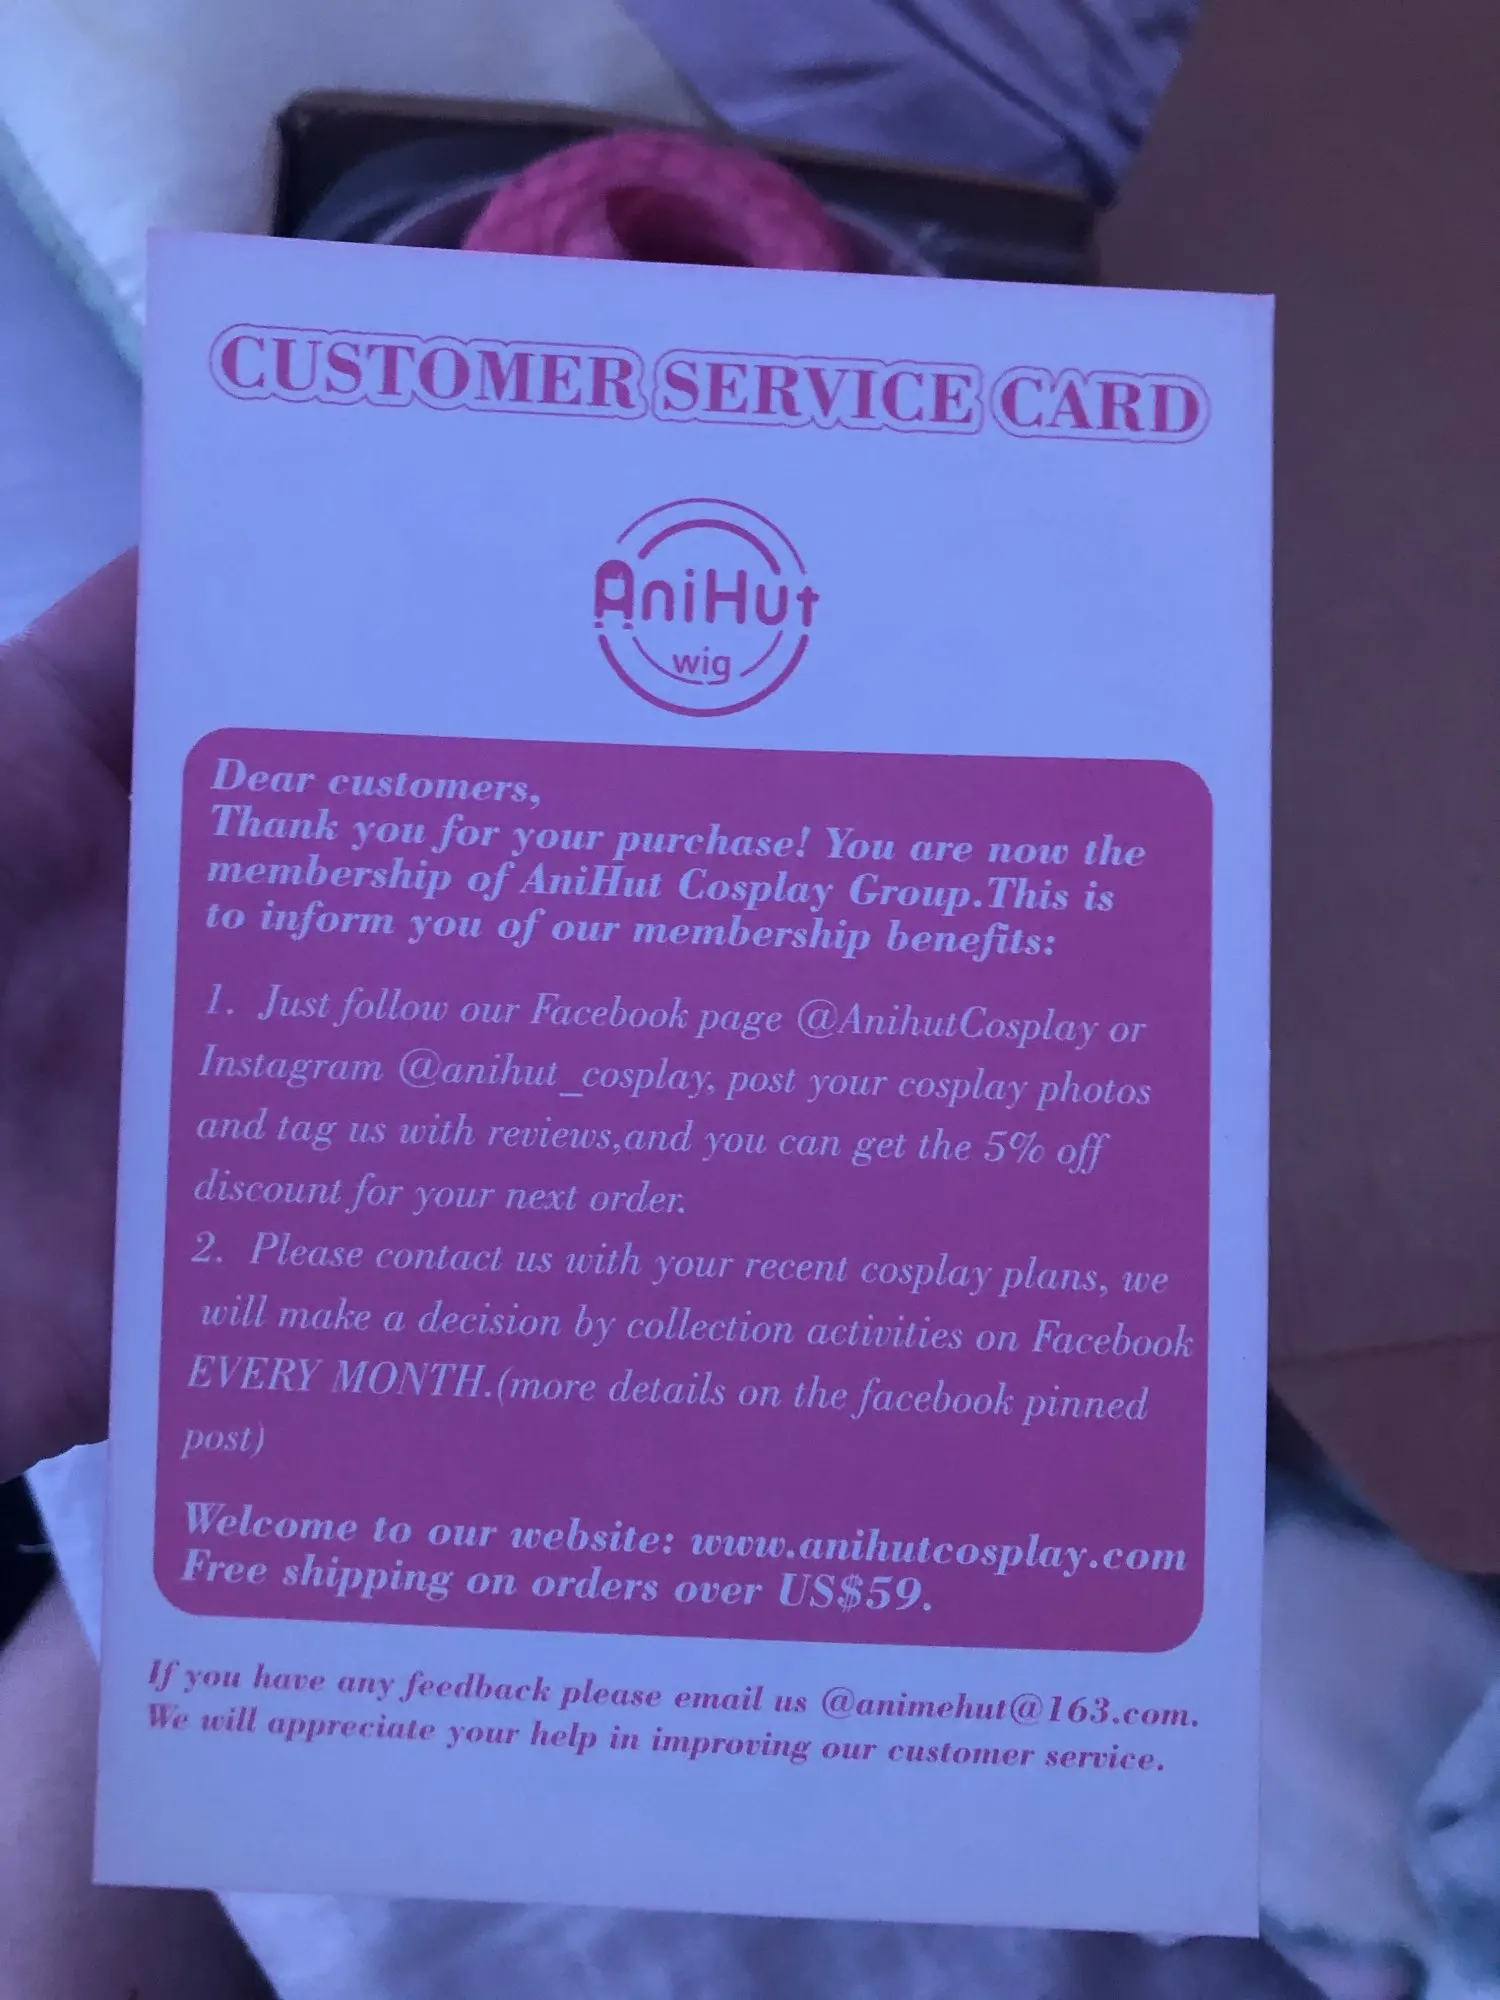 CUSTOMER SERVICE CARD
AniHut
wig
Dear customers,
Thank you for your purchase! You are now the
membership of AniHut Cosplay Group.This is
to inform you of our membership benefits:
1. Just follow our Facebook page @AnihutCosplay or
Instagram @anihut_cosplay, post your cosplay photos
and tag us with reviews,and you can get the 5% off
discount for your next order.
2. Please contact us with your recent cosplay plans, we
will make a decision by collection activities on Facebook
EVERY MONTH.(more details on the facebook pinned
post)
Welcome to our website: www.anihutcosplay.com
Free shipping on orders over US$59.
If you have any feedback please email us @animehut@163.com.
We will appreciate your help in improving our customer service.